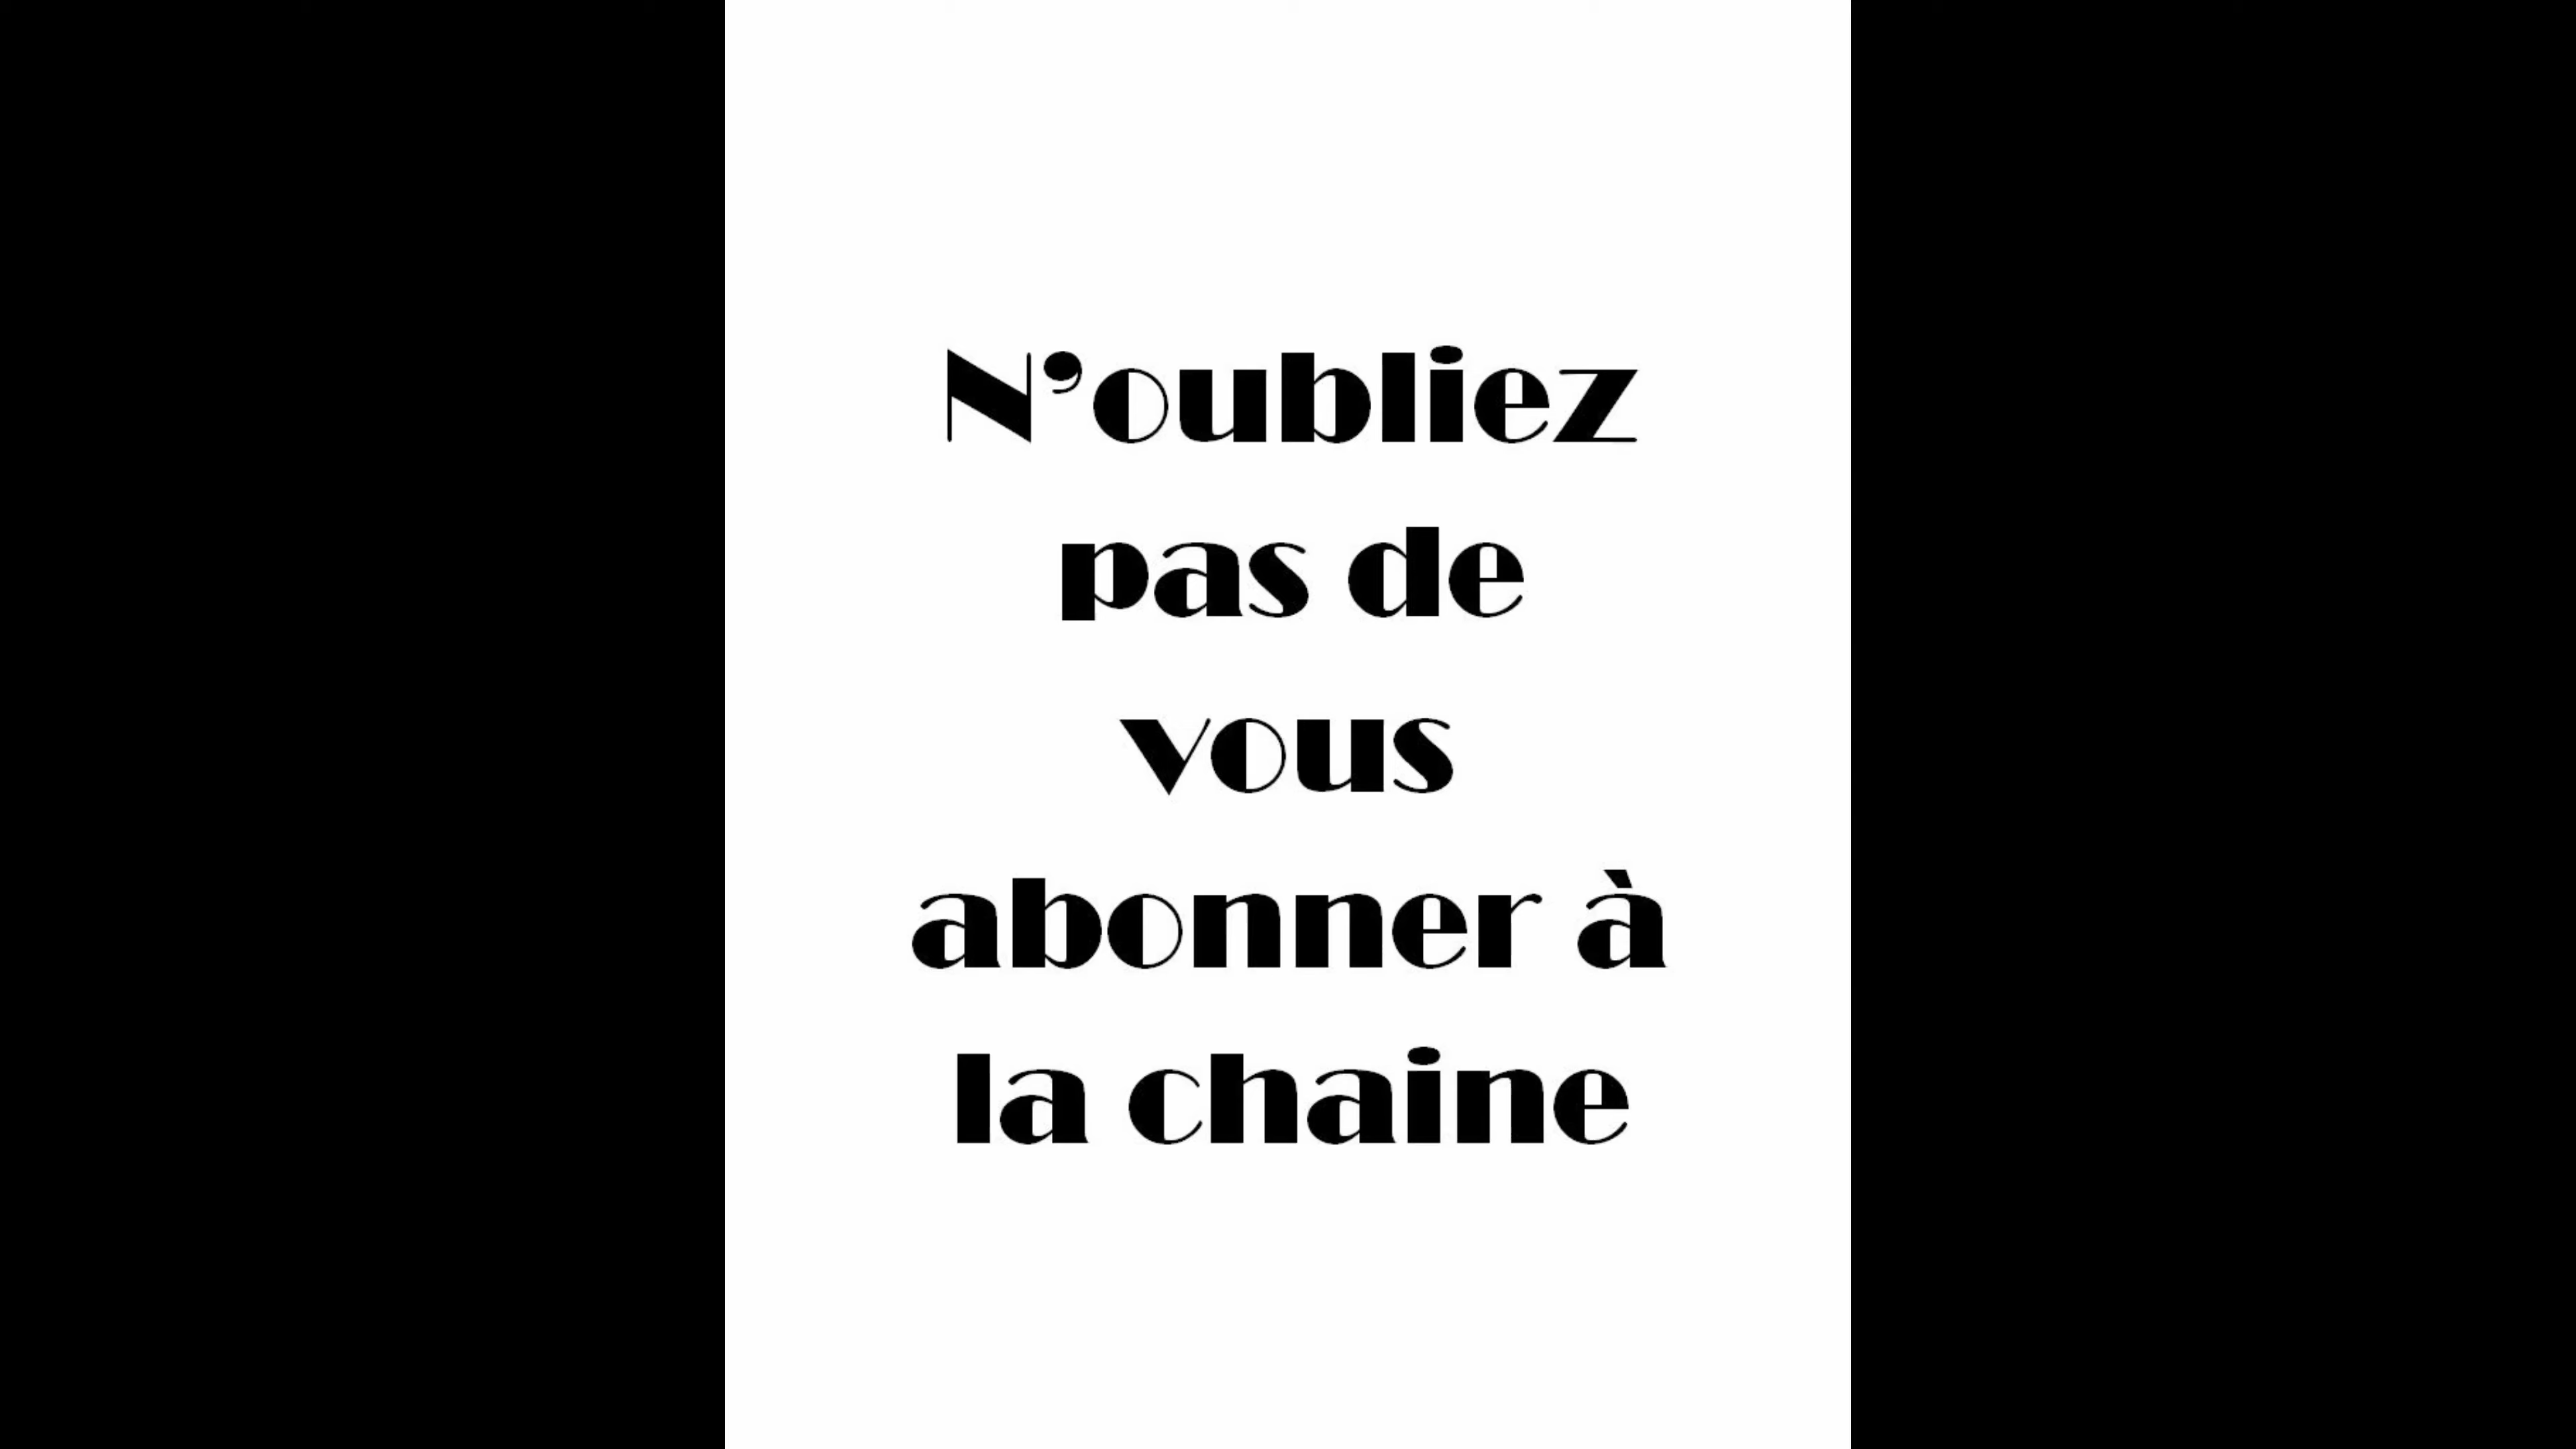 N’oubliez
pas de
vous
abonner à
la chaine